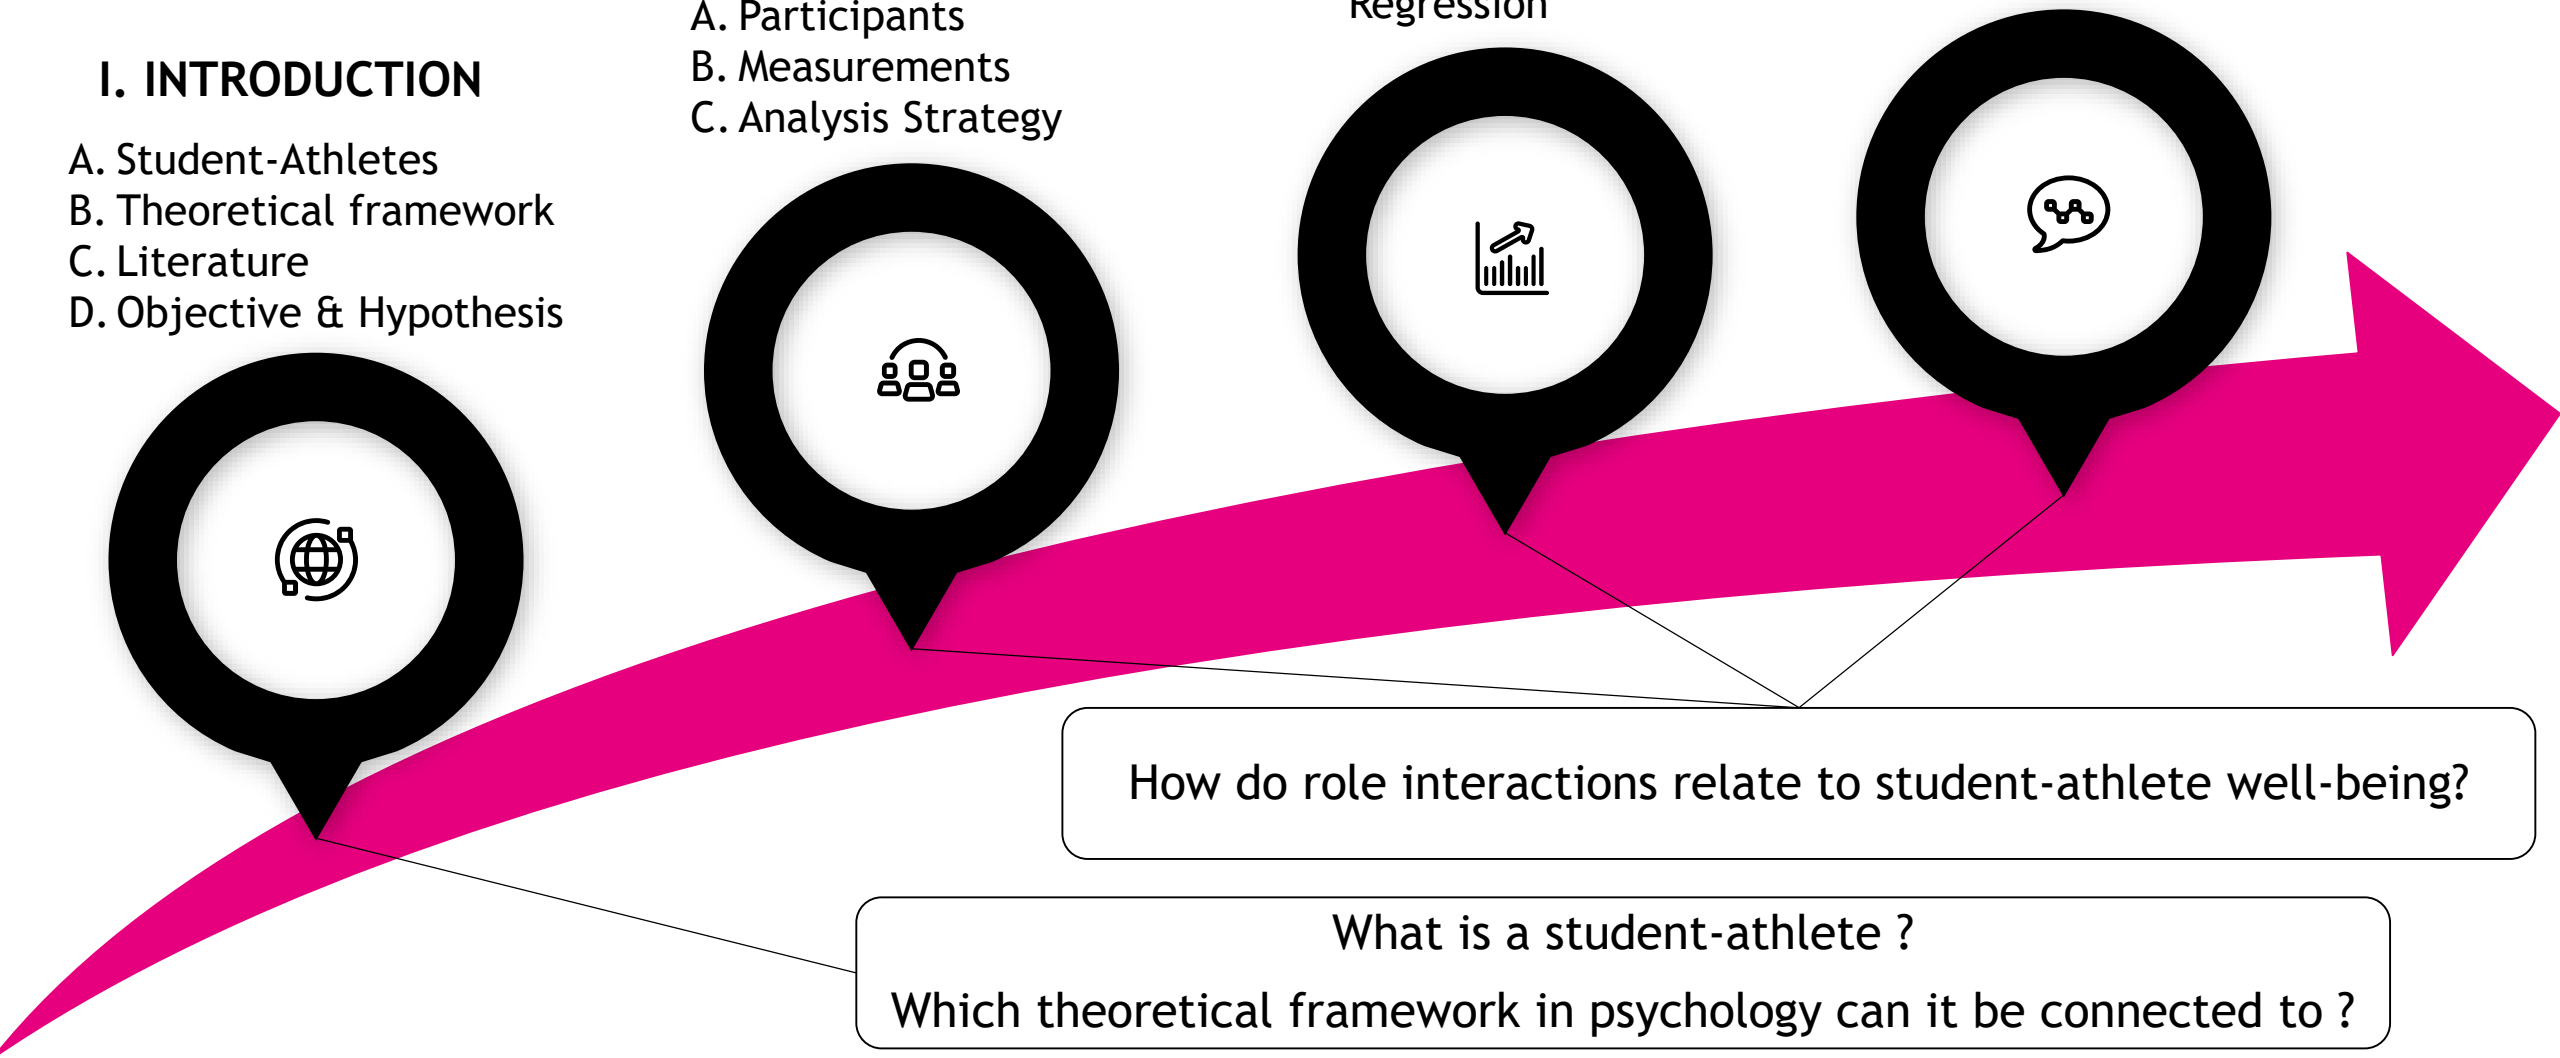 I. INTRODUCTION
A. Student-Athletes
B. Theoretical framework
C. Literature
D. Objective & Hypothesis
A. Participants
B. Measurements
C. Analysis Strategy
Regression
How do role interactions relate to student-athlete well-being?
What is a student-athlete ?
Which theoretical framework in psychology can it be connected to ?